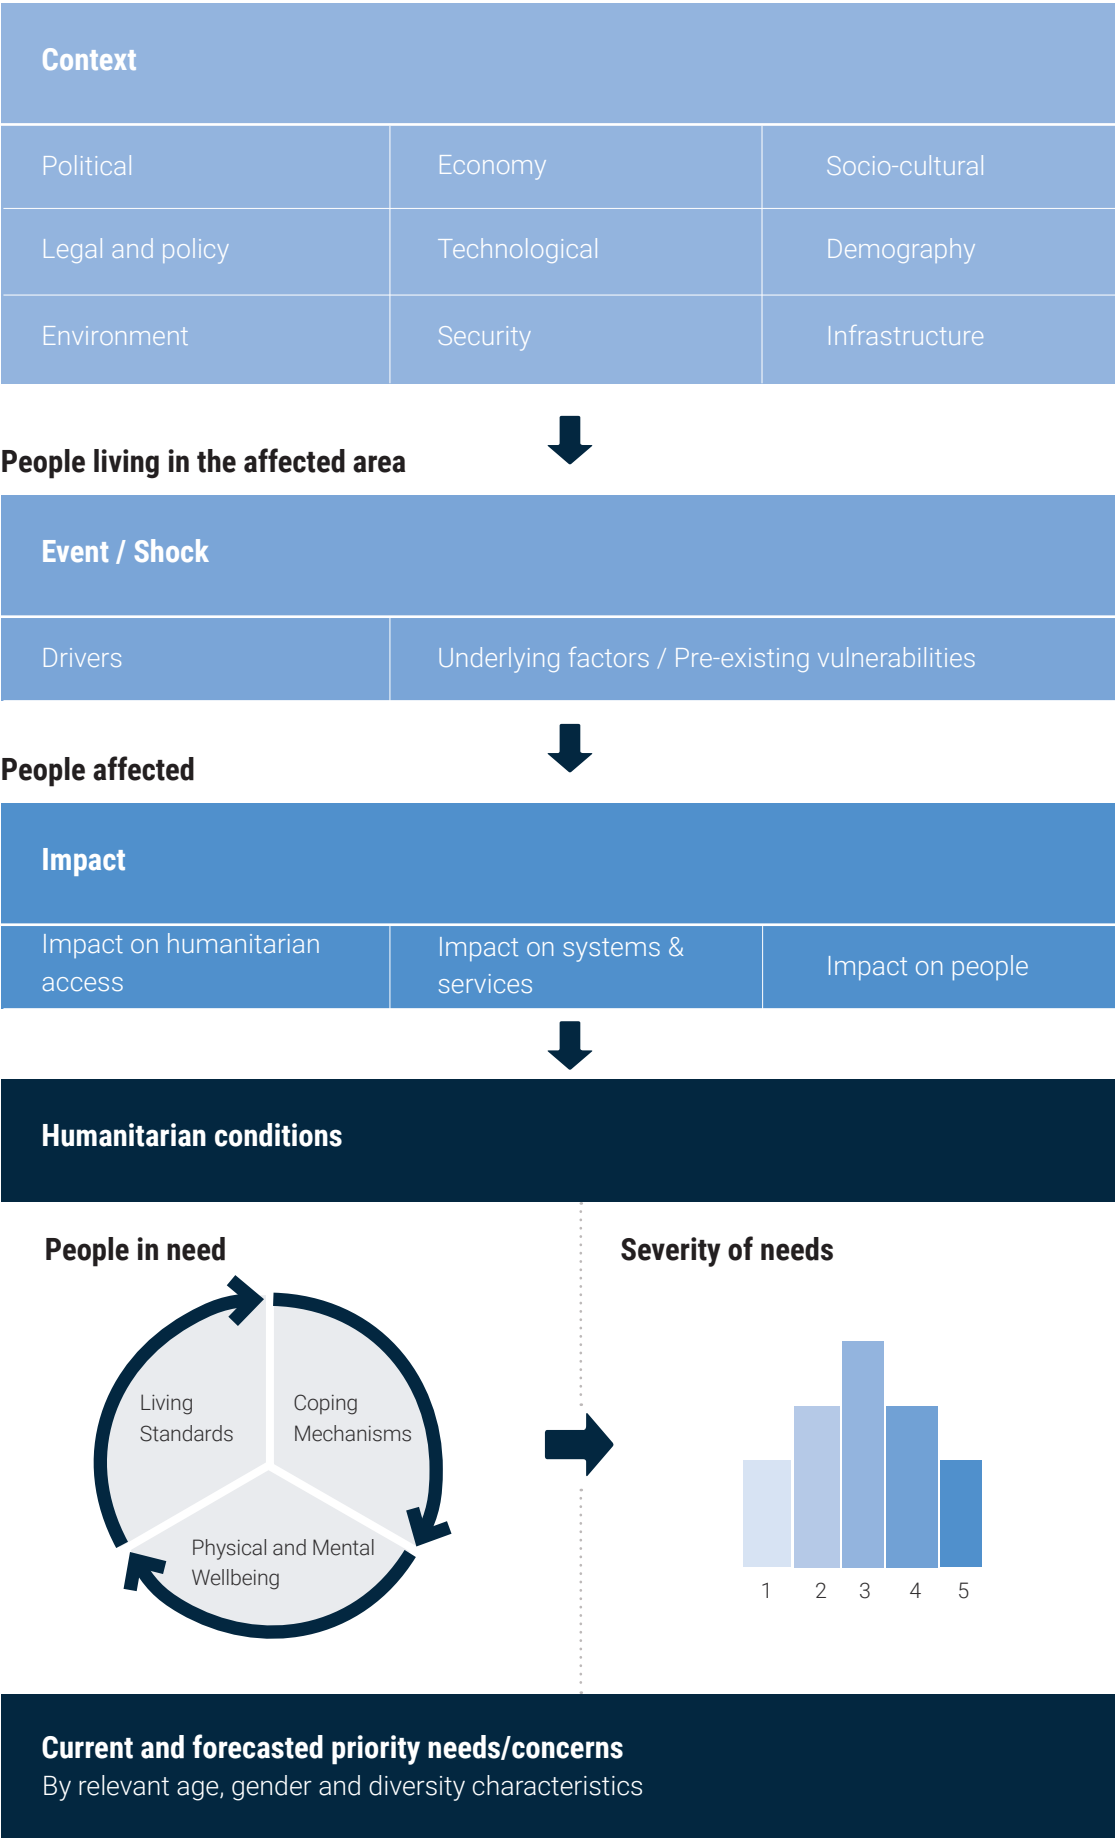 Context
Political
Economy
Socio-cultural
Legal and policy
Technological
Demography
Environment
Security
Infrastructure
People living in the affected area
Event / Shock
Drivers
Underlying factors / Pre-existing vulnerabilities
People affected
Impact
Impact on humanitarian
access
Impact on systems &
services
Impact on people
Humanitarian conditions
People in need
Living
Standards
Coping
Mechanisms
Physical and Mental
Wellbeing
Severity of needs
1 2 3 4 5
Current and forecasted priority needs/concerns
By relevant age, gender and diversity characteristics